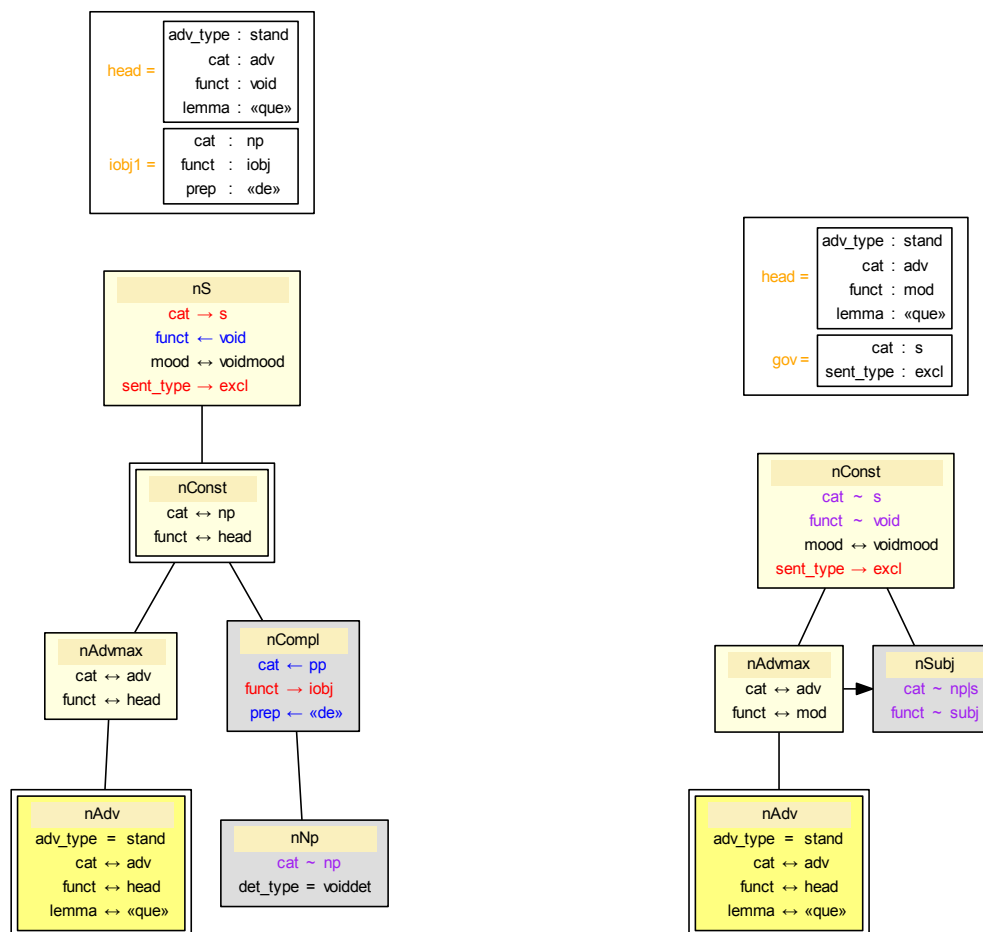 adv_type : stand
head =
cat : adv
funct : void
lemma : «que»
cat : np
iobj1 =
funct : iobj
prep : «de»
nS
cat → s
funct ← void
mood ↔ voidmood
sent_type → excl
nConst
cat ↔ np
funct ↔ head
nAdvmax
cat ↔ adv
funct ↔ head
nCompl
cat ← pp
funct → iobj
prep ← «de»
nAdv
adv_type = stand
cat ↔ adv
funct ↔ head
lemma ↔ «que»
nNp
cat ~ np
det_type = voiddet
adv_type : stand
head =
cat : adv
funct : mod
lemma : «que»
gov =
cat : s
sent_type : excl
nConst
cat ~ s
funct ~ void
mood ↔ voidmood
sent_type → excl
nAdvmax
cat ↔ adv
funct ↔ mod
nSubj
cat ~ np|s
funct ~ subj
nAdv
adv_type = stand
cat ↔ adv
funct ↔ head
lemma ↔ «que»